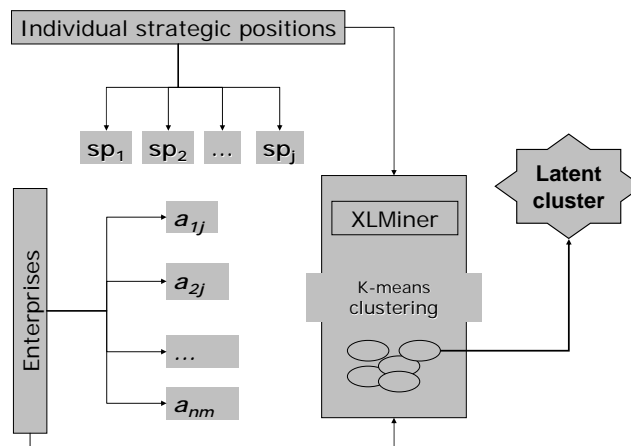 Individual strategic positions
sp1 sp2 ... spj
Latent
cluster
XLMiner
K-means
clustering
Enterprises
a1j
a2j
...
anm